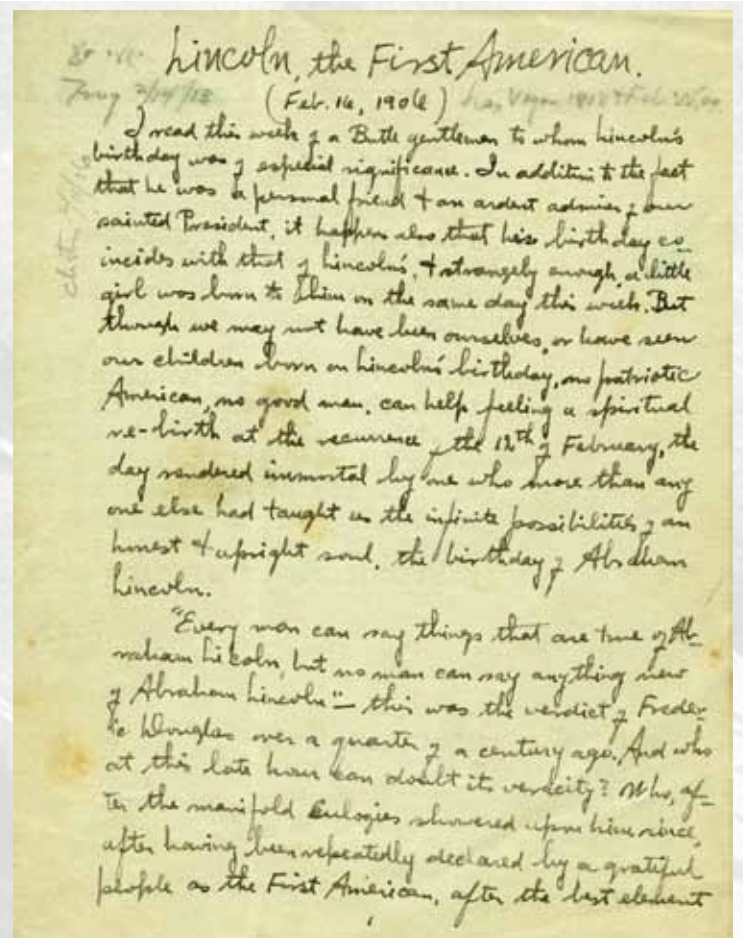 Lincoln, the First American.
(Feb. 16, 1906)
I read this week of a Butte gentleman to whom Lincoln's
birthday was of especial significance. In addition to the fact
that he was a personal friend & an ardent admirer of our
sainted President, it happens also that his birthday co-
incides with that of Lincoln's, & strangely enough, a little
girl was born to him on the same day this week. But
though we may not have been ourselves, or have seen
our children born on Lincoln's birthday, no patriotic
American, no good man, can help feeling a spiritual
re-birth at the recurrence of the 12th of February, the
day rendered immortal by one who more than any
one else had taught us the infinite possibilities of an
honest & upright soul, the birthday of Abraham
Lincoln.
"Every man can say things that are true of Ab-
raham Lincoln, but no man can say anything new
of Abraham Lincoln" — this was the verdict of Freder-
ic Douglas over a quarter of a century ago. And who
at this late hour can doubt its veracity? Who, af-
ter the manifold eulogies showered upon him since,
after having been repeatedly declared by a grateful
people as the First American, after the best element